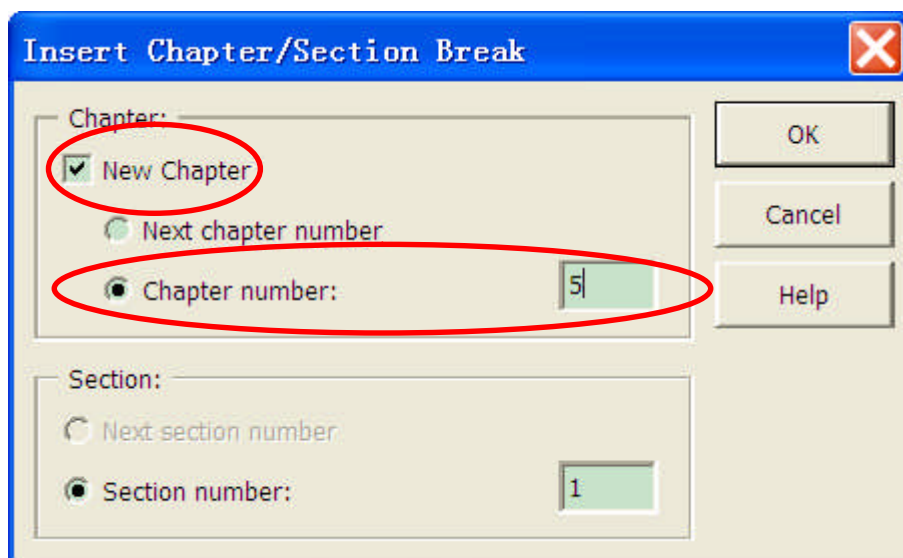 Insert Chapter/Section Break
Chapter:
New Chapter
Next chapter number
Chapter number: 5
Section:
Next section number
Section number: 1
OK
Cancel
Help